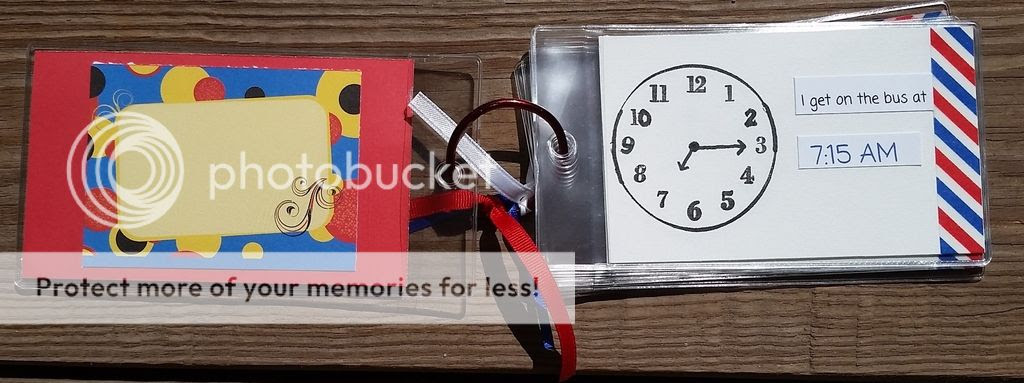 photobucket
Protect more of your memories for less!
12
11 1
10 2
9 3
8 4
7 5
6
I get on the bus at
7:15 AM